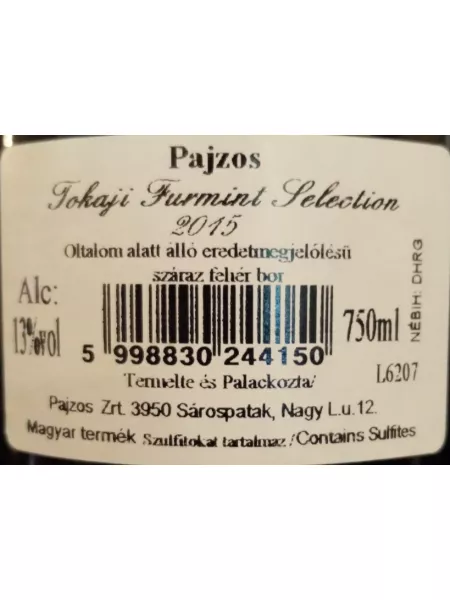 Pajzos
Tokaji Furmint Selection
2015
Oltalom alatt álló eredetmegjelölésű
száraz fehér bor
Alc:
13%vol
5 998830 244150
750ml
NÉBIH: DHRG
L6207
Termelte és Palackozta/
Pajzos Zrt. 3950 Sárospatak, Nagy L.u.12.
Magyar termék Szulfitokat tartalmaz /Contains Sulfites